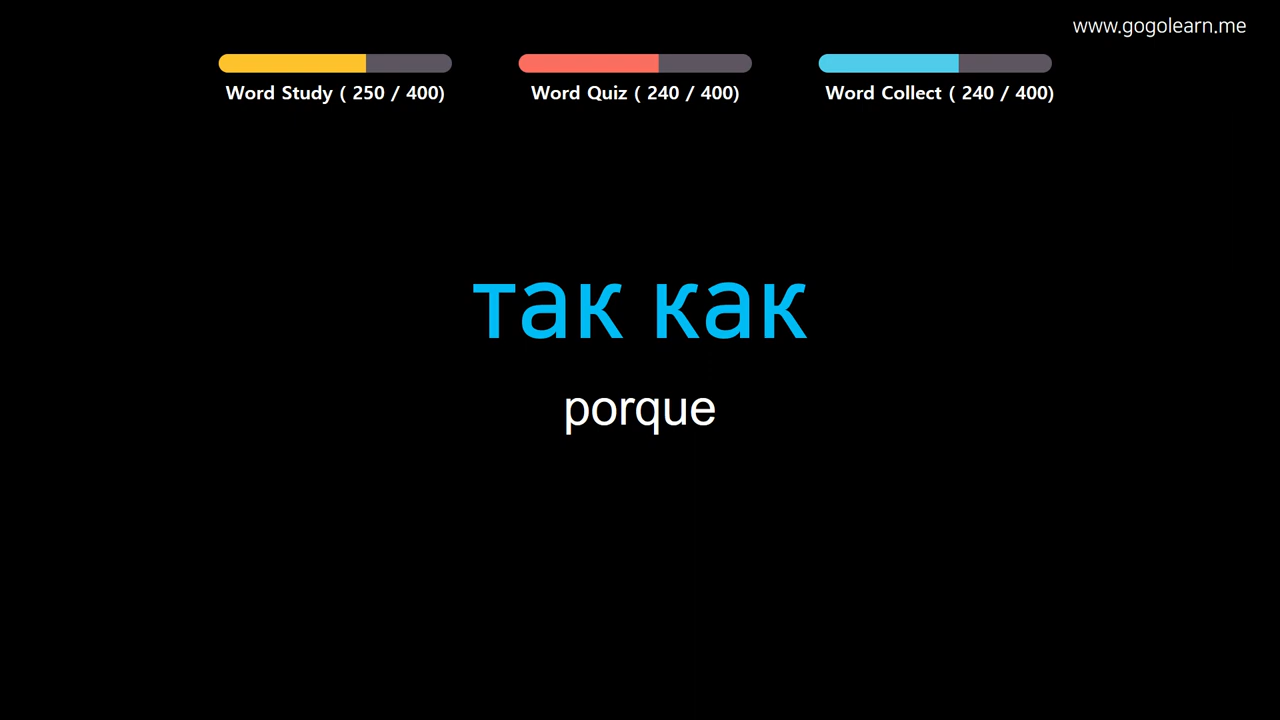 www.gogolearn.me
Word Study ( 250 / 400)
Word Quiz ( 240 / 400)
Word Collect ( 240 / 400)
так как
porque